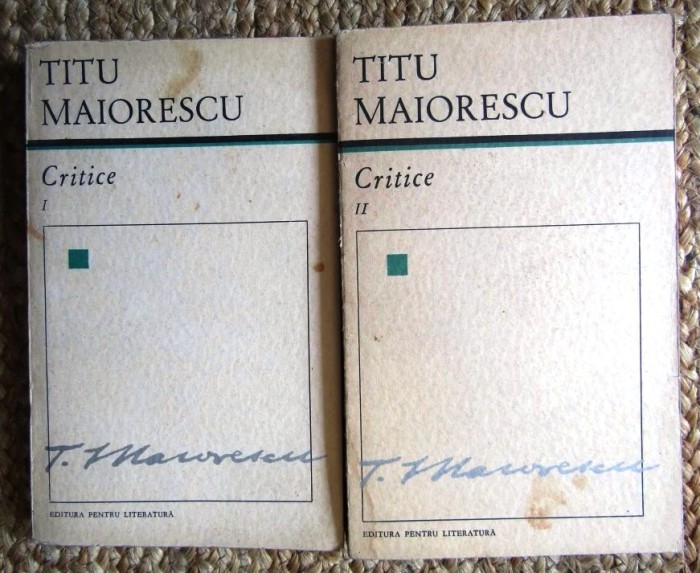 TITU
MAIORESCU
Critice
I
T. Maiorescu
EDITURA PENTRU LITERATURĂ
TITU
MAIORESCU
Critice
II
T. Maiorescu
EDITURA PENTRU LITERATURĂ